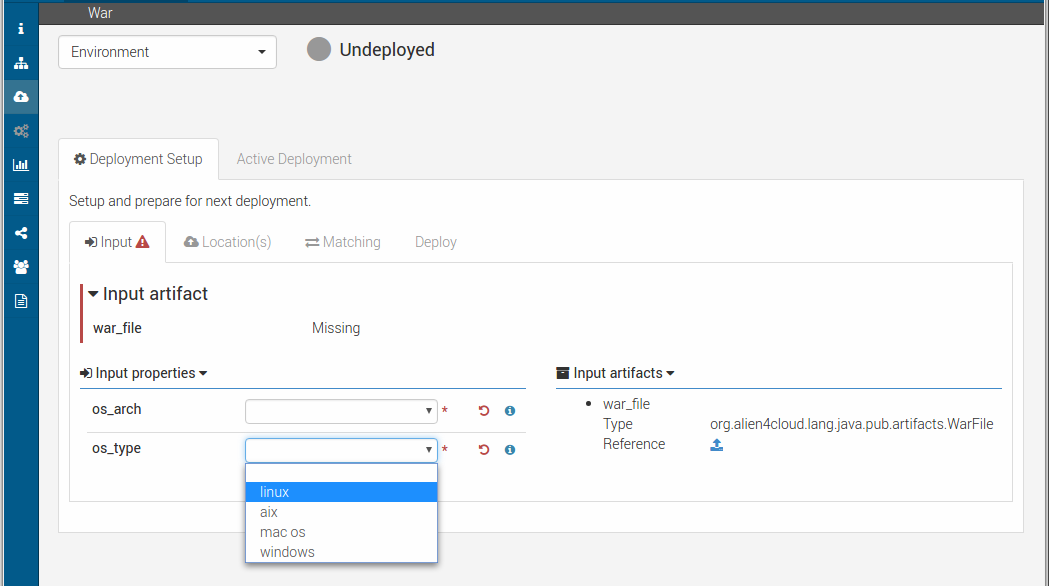 War
Environment
Undeployed
Deployment Setup
Active Deployment
Setup and prepare for next deployment.
Input
Location(s)
Matching
Deploy
Input artifact
war_file
Missing
Input properties
os_arch
*
os_type
*
linux
aix
mac os
windows
Input artifacts
war_file
Type
org.alien4cloud.lang.java.pub.artifacts.WarFile
Reference